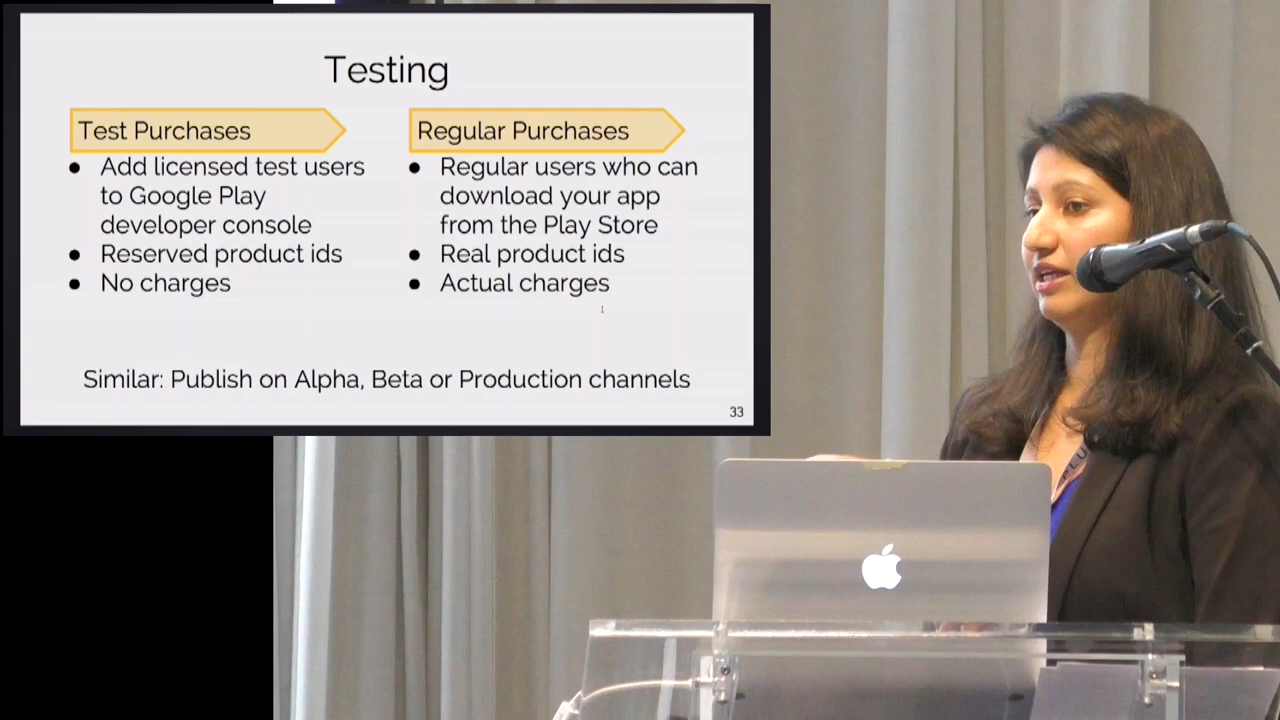 Testing
Test Purchases
● Add licensed test users
to Google Play
developer console
● Reserved product ids
● No charges
Regular Purchases
● Regular users who can
download your app
from the Play Store
● Real product ids
● Actual charges
Similar: Publish on Alpha, Beta or Production channels
33